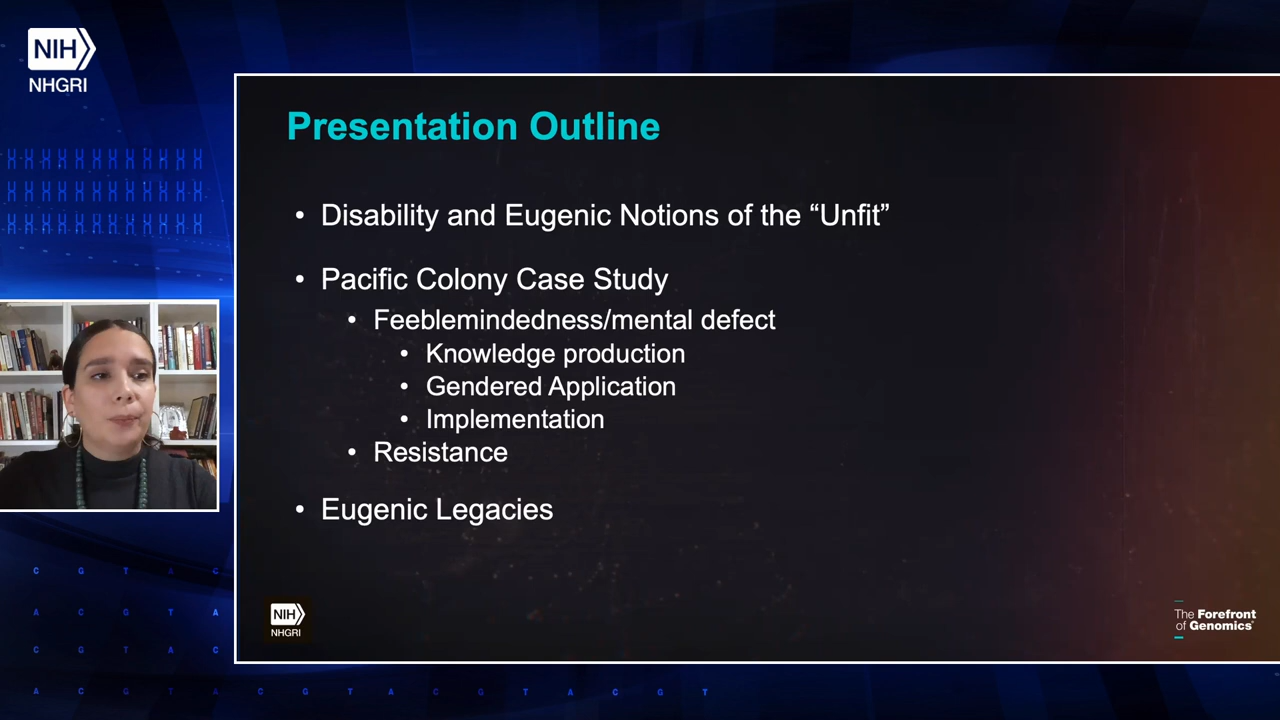 NIH
NHGRI
Presentation Outline
• Disability and Eugenic Notions of the “Unfit”
• Pacific Colony Case Study
• Feeblemindedness/mental defect
• Knowledge production
• Gendered Application
• Implementation
• Resistance
• Eugenic Legacies
C G T A C
A C G T A
C G T A C
A C G T A C G T A C G T A C G T
NIH
NHGRI
The Forefront
of Genomics